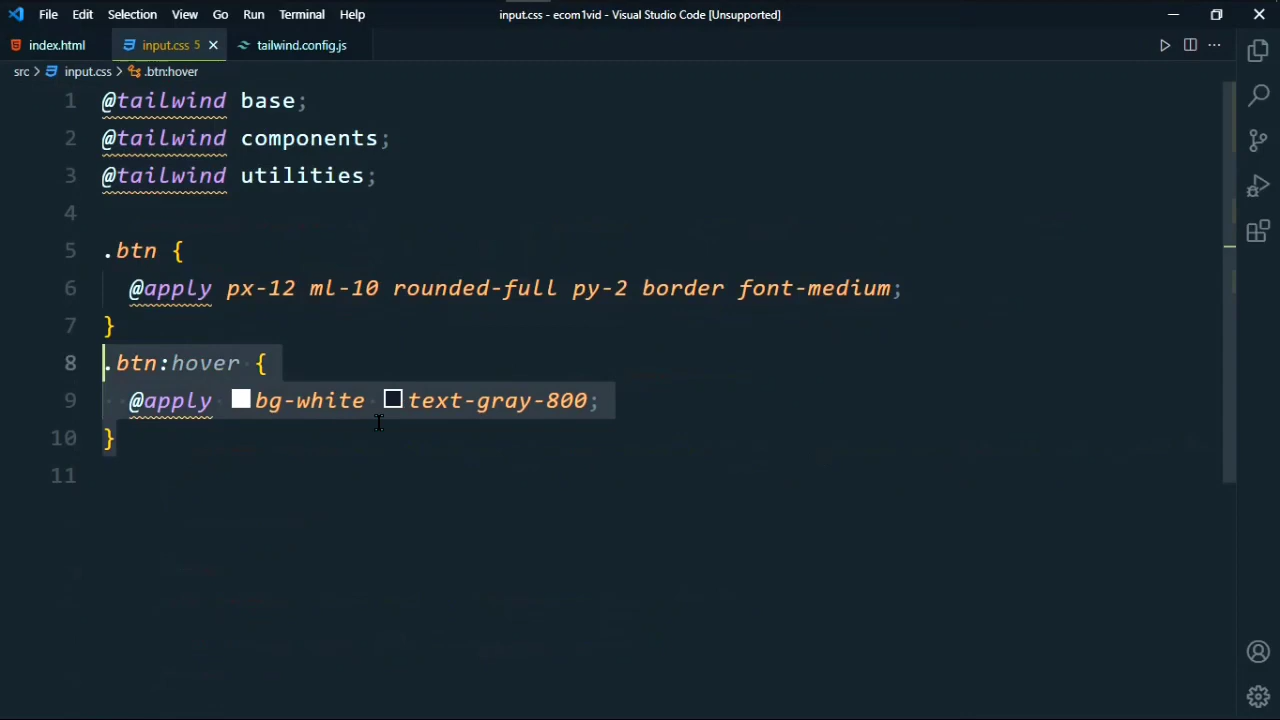 File Edit Selection View Go Run Terminal Help input.css - ecom1vid - Visual Studio Code [Unsupported]
index.html input.css 5 tailwind.config.js
src > input.css > .btn:hover
1 @tailwind base;
2 @tailwind components;
3 @tailwind utilities;
4
5 .btn {
6 @apply px-12 ml-10 rounded-full py-2 border font-medium;
7 }
8 .btn:hover {
9 @apply bg-white text-gray-800;
10 }
11